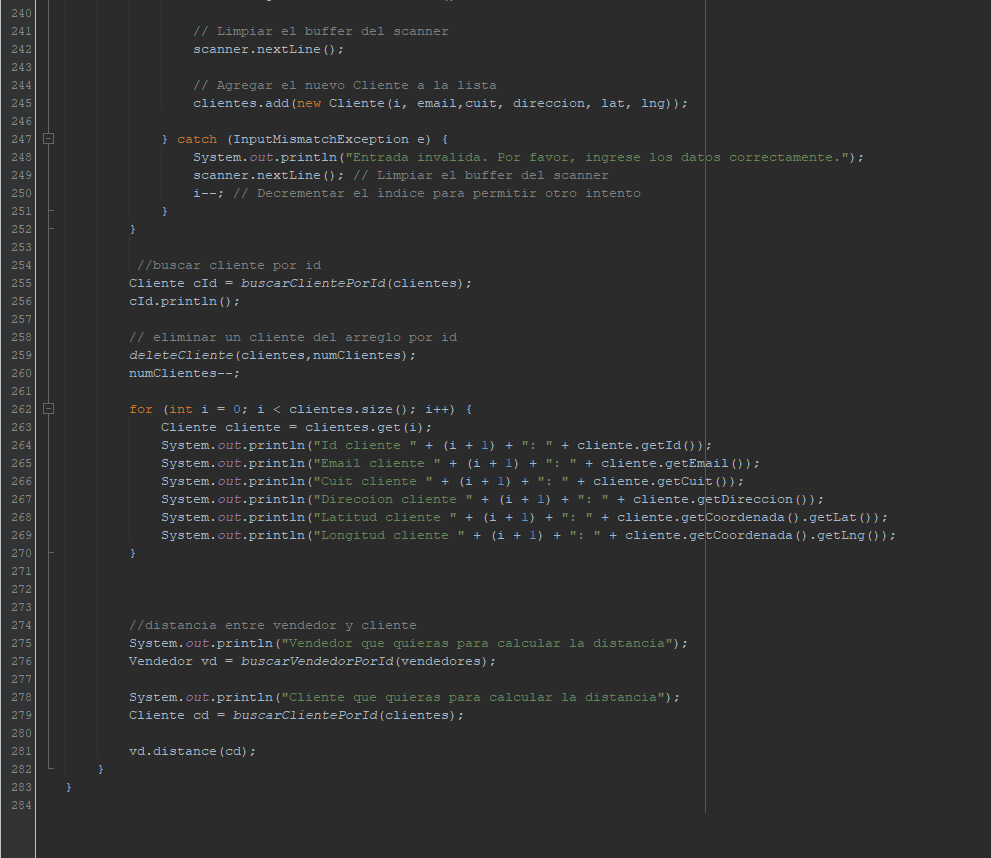 240
241 // Limpiar el buffer del scanner
242 scanner.nextLine();
243
244 // Agregar el nuevo Cliente a la lista
245 clientes.add(new Cliente(i, email,cuit, direccion, lat, lng));
246
247 } catch (InputMismatchException e) {
248 System.out.println("Entrada invalida. Por favor, ingrese los datos correctamente.");
249 scanner.nextLine(); // Limpiar el buffer del scanner
250 i--; // Decrementar el índice para permitir otro intento
251 }
252 }
253
254 //buscar cliente por id
255 Cliente cId = buscarClientePorId(clientes);
256 cId.println();
257
258 // eliminar un cliente del arreglo por id
259 deleteCliente(clientes,numClientes);
260 numClientes--;
261
262 for (int i = 0; i < clientes.size(); i++) {
263 Cliente cliente = clientes.get(i);
264 System.out.println("Id cliente " + (i + 1) + ": " + cliente.getId());
265 System.out.println("Email cliente " + (i + 1) + ": " + cliente.getEmail());
266 System.out.println("Cuit cliente " + (i + 1) + ": " + cliente.getCuit());
267 System.out.println("Direccion cliente " + (i + 1) + ": " + cliente.getDireccion());
268 System.out.println("Latitud cliente " + (i + 1) + ": " + cliente.getCoordenada().getLat());
269 System.out.println("Longitud cliente " + (i + 1) + ": " + cliente.getCoordenada().getLng());
270 }
271
272
273
274 //distancia entre vendedor y cliente
275 System.out.println("Vendedor que quieras para calcular la distancia");
276 Vendedor vd = buscarVendedorPorId(vendedores);
277
278 System.out.println("Cliente que quieras para calcular la distancia");
279 Cliente cd = buscarClientePorId(clientes);
280
281 vd.distance(cd);
282 }
283 }
284